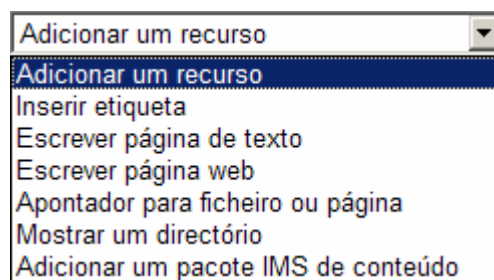 Adicionar um recurso
Adicionar um recurso
Inserir etiqueta
Escrever página de texto
Escrever página web
Apontador para ficheiro ou página
Mostrar um directório
Adicionar um pacote IMS de conteúdo